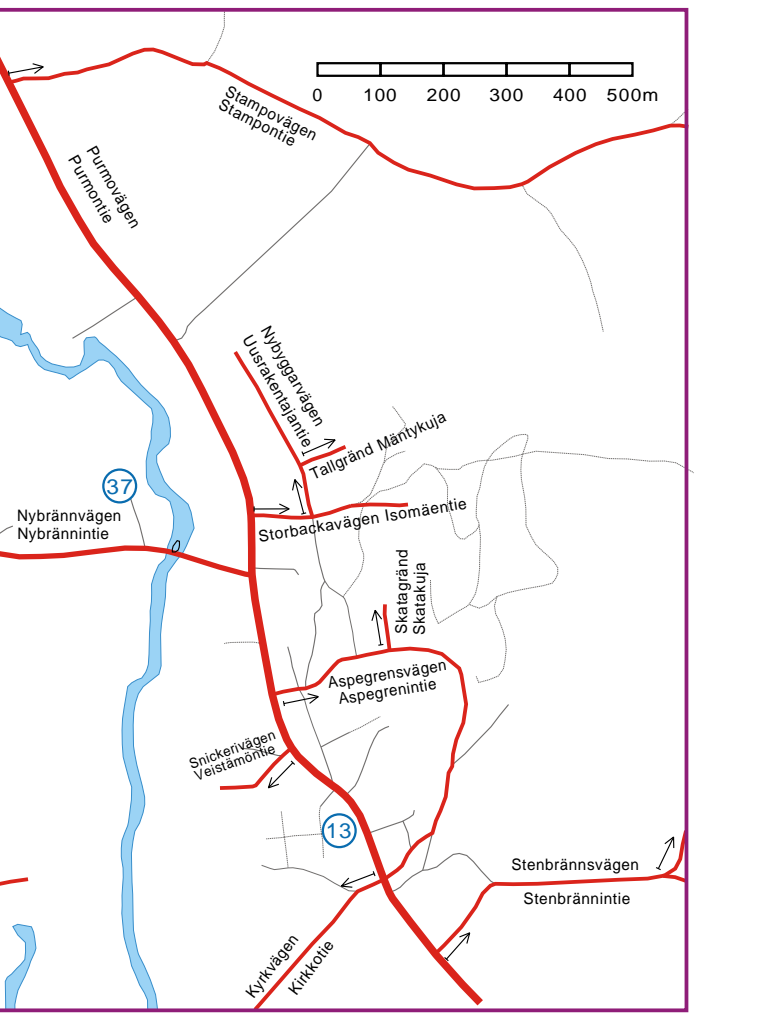 0 100 200 300 400 500m
Stampovägen
Stampontie
Purmovägen
Purmontie
Nybyggarvägen
Uusrakentajantie
Tallgränd Mäntykuja
37
Nybrännvägen
Nybrännintie
Storbackavägen Isomäentie
Skatagränd
Skatakuja
Aspegrensvägen
Aspegrenintie
Snickerivägen
Veistämöntie
13
Stenbrännsvägen
Stenbrännintie
Kyrkvägen
Kirkkotie